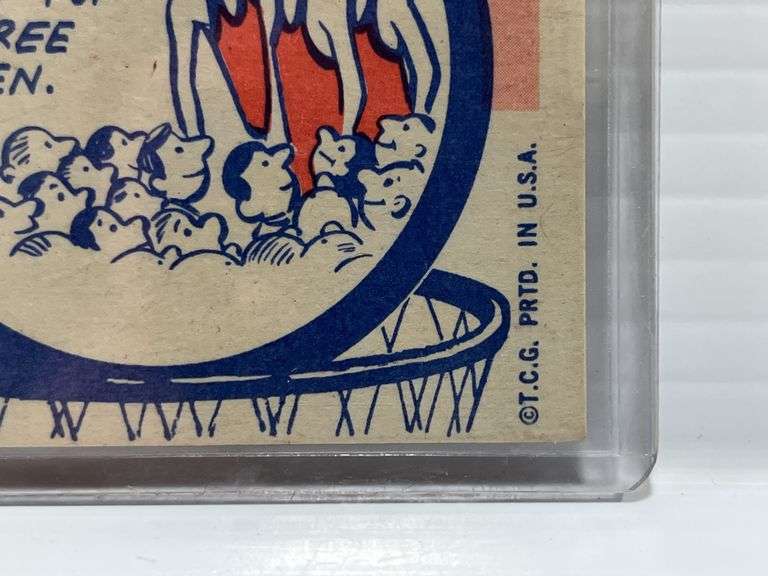 REE
EN.
©T.C.G. PRTD. IN U.S.A.